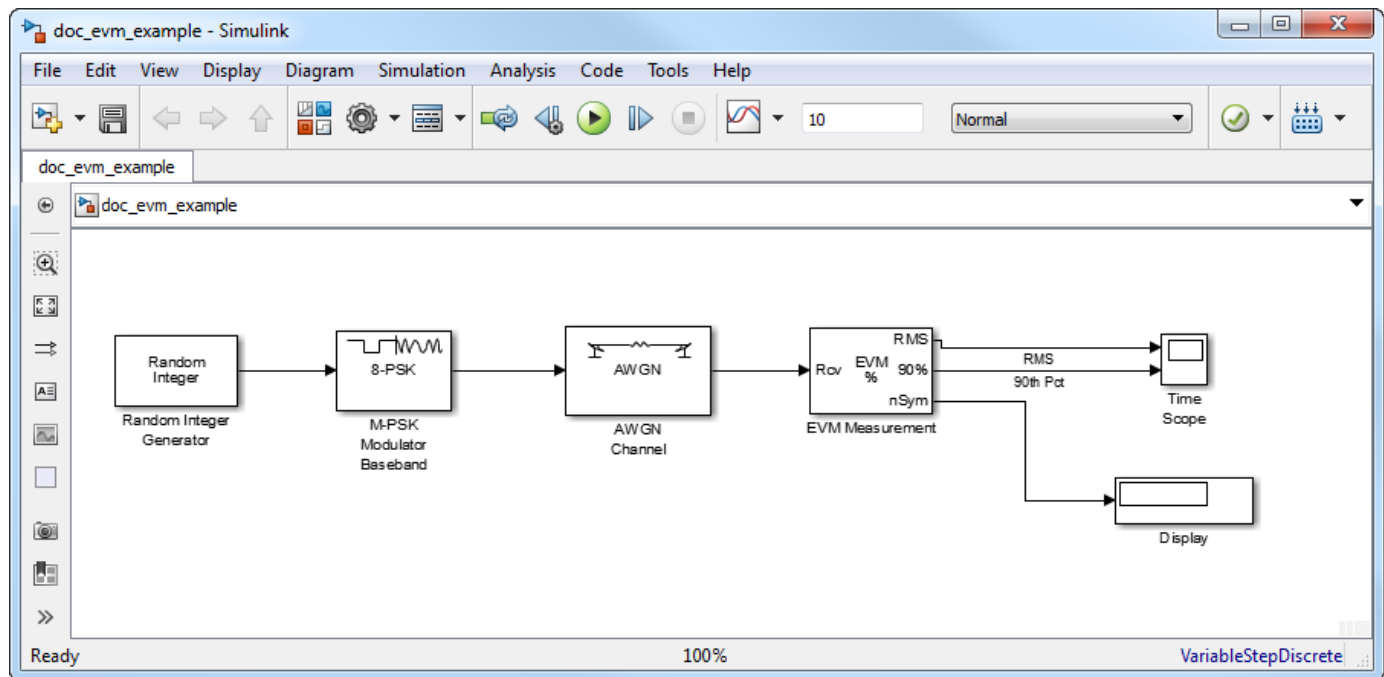 doc_evm_example - Simulink
File Edit View Display Diagram Simulation Analysis Code Tools Help
10 Normal
doc_evm_example
doc_evm_example
Random
Integer
Random Integer
Generator
8-PSK
M-PSK
Modulator
Baseband
AWGN
AWGN
Channel
RMS
Rcv EVM 90%
%
nSym
EVM Measurement
RMS
90th Pct
Time
Scope
Display
Ready 100% VariableStepDiscrete